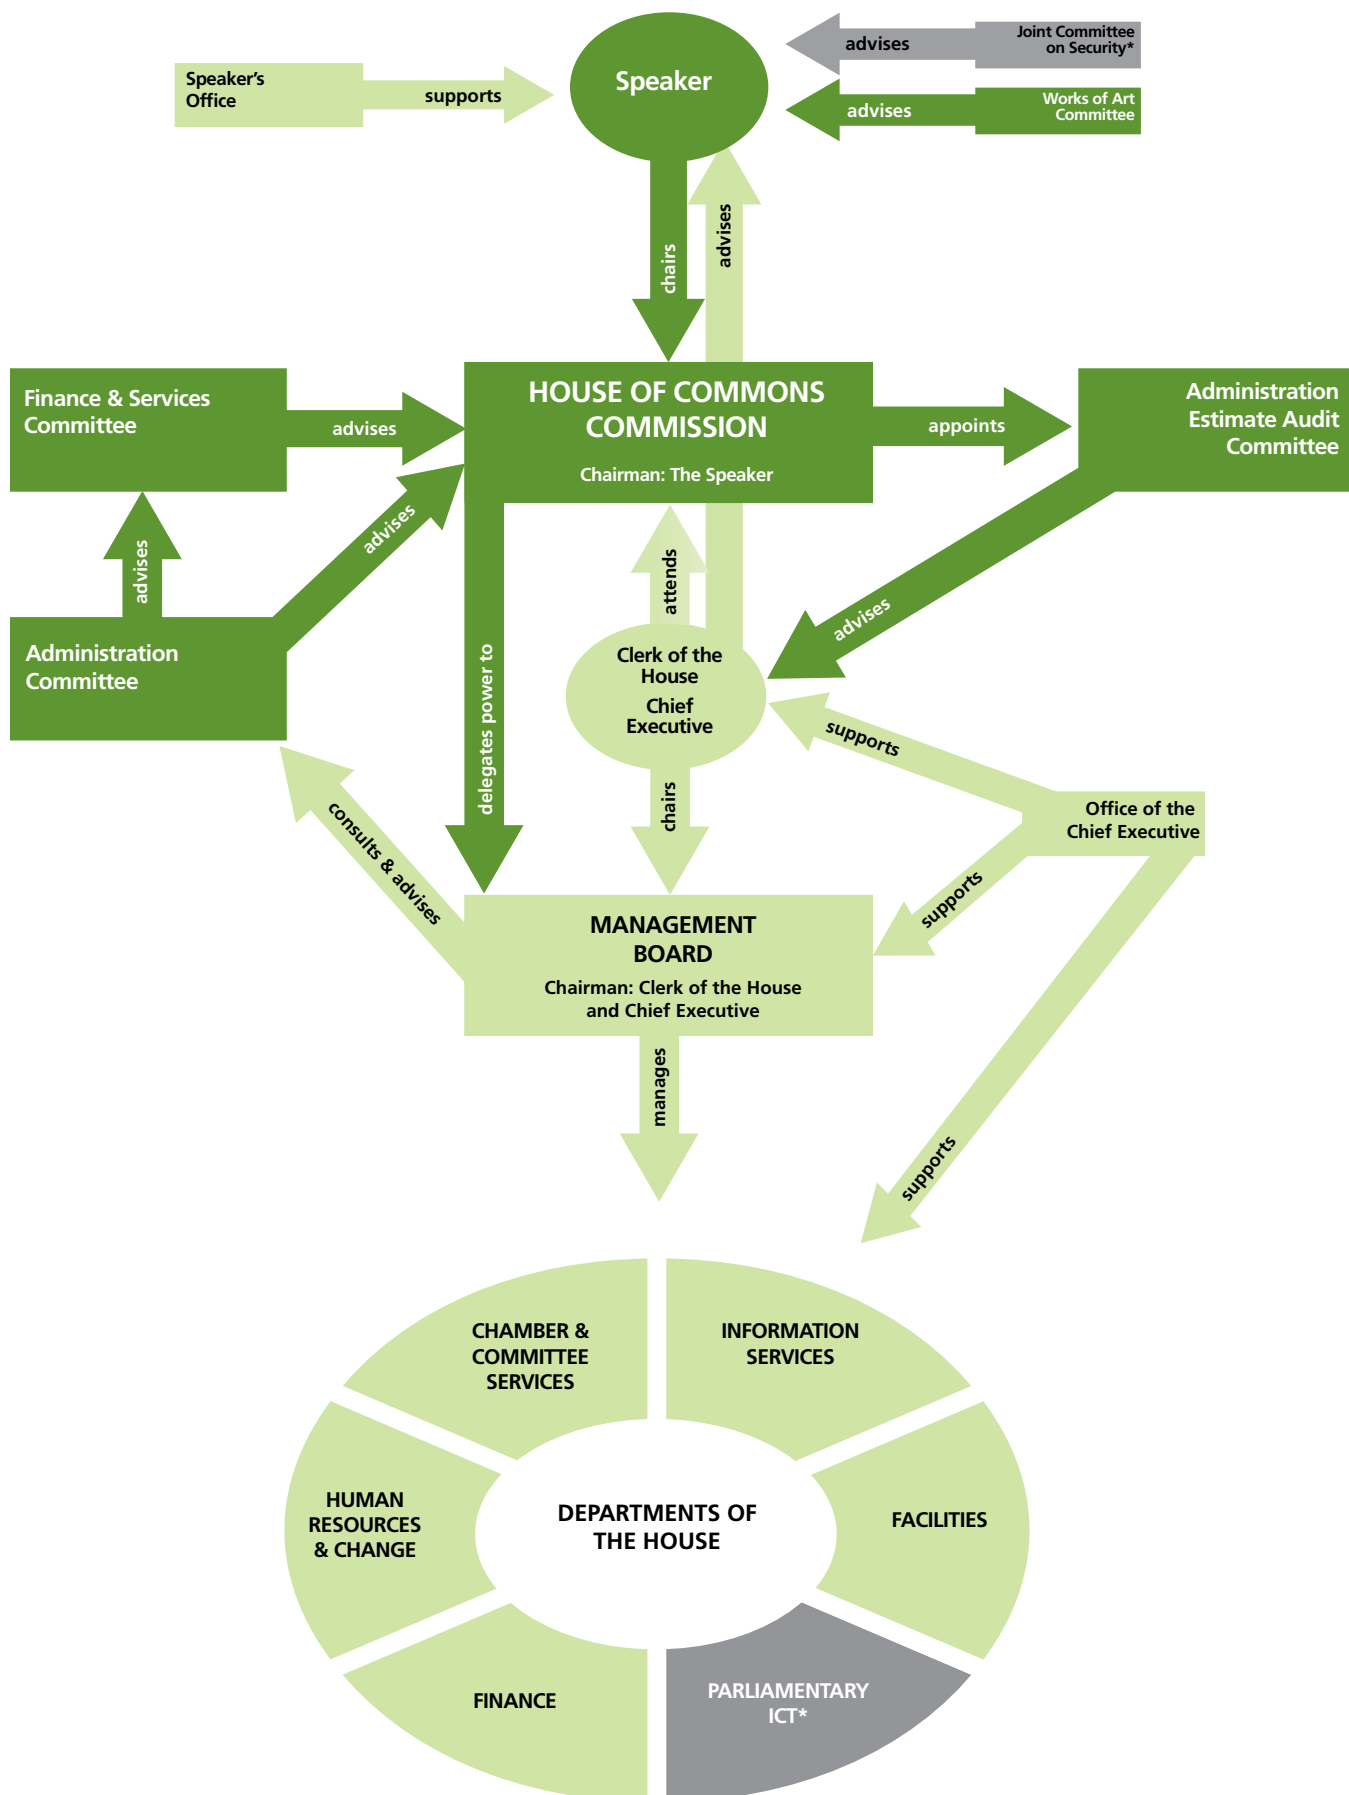 Joint Committee
on Security*
advises
Speaker's
Office
supports
Speaker
Works of Art
Committee
advises
advises
chairs
Finance & Services
Committee
advises
HOUSE OF COMMONS
COMMISSION
Chairman: The Speaker
appoints
Administration
Estimate Audit
Committee
advises
advises
attends
advises
Administration
Committee
delegates power to
Clerk of the
House
Chief
Executive
supports
chairs
consults & advises
Office of the
Chief Executive
supports
MANAGEMENT
BOARD
Chairman: Clerk of the House
and Chief Executive
manages
supports
CHAMBER &
COMMITTEE
SERVICES
INFORMATION
SERVICES
HUMAN
RESOURCES
& CHANGE
DEPARTMENTS OF
THE HOUSE
FACILITIES
FINANCE
PARLIAMENTARY
ICT*